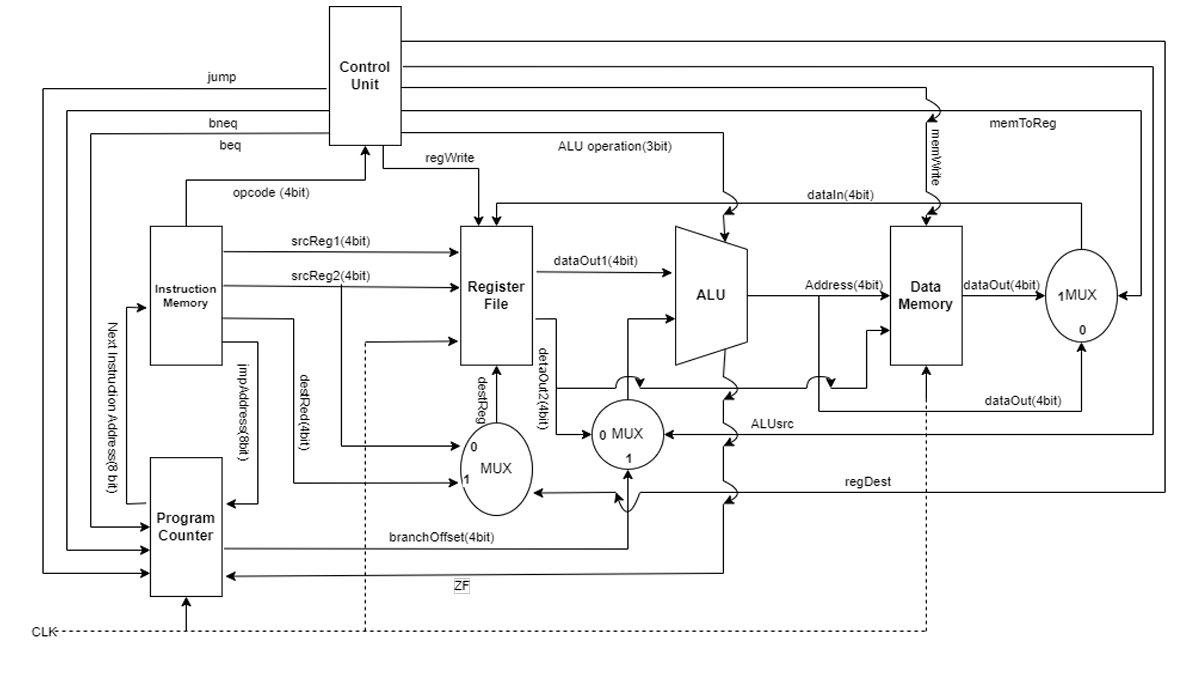 Control
Unit
jump
bneq
beq
memToReg
memWrite
ALU operation(3bit)
regWrite
opcode (4bit)
dataIn(4bit)
srcReg1(4bit)
srcReg2(4bit)
Instruction
Memory
Register
File
dataOut1(4bit)
ALU
Address(4bit)
Data
Memory
dataOut(4bit)
1MUX
0
Next Instruction Address(8 bit)
jmpAddress(8bit)
destRed(4bit)
destReg
detaOut2(4bit)
dataOut(4bit)
0 MUX
1
ALUsrc
0
MUX
1
regDest
Program
Counter
branchOffset(4bit)
ZF
CLK